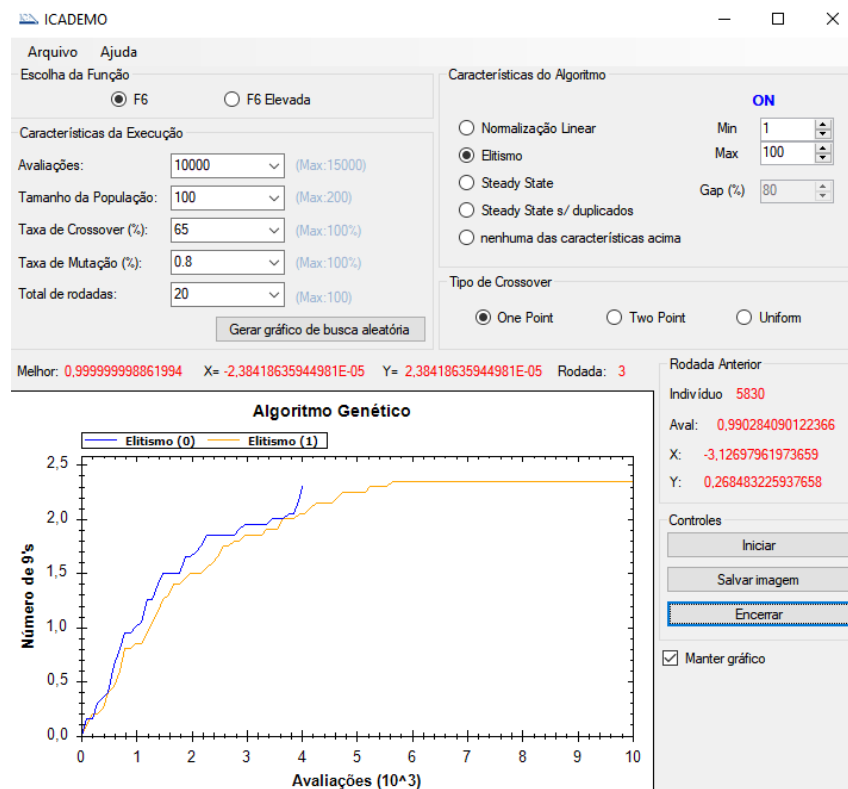 ICADEMO
Arquivo Ajuda
Escolha da Função
F6 F6 Elevada
Características da Execução
Avaliações: 10000 (Max:15000)
Tamanho da População: 100 (Max:200)
Taxa de Crossover (%): 65 (Max:100%)
Taxa de Mutação (%): 0.8 (Max:100%)
Total de rodadas: 20 (Max:100)
Gerar gráfico de busca aleatória
Características do Algoritmo
ON
Normalização Linear Min 1
Elitismo Max 100
Steady State Gap (%) 80
Steady State s/ duplicados
nenhuma das características acima
Tipo de Crossover
One Point Two Point Uniform
Melhor: 0,999999998861994 X= -2,38418635944981E-05 Y= 2,38418635944981E-05 Rodada: 3
Algoritmo Genético
Elitismo (0) Elitismo (1)
Número de 9's
2,5
2,0
1,5
1,0
0,5
0,0
0 1 2 3 4 5 6 7 8 9 10
Avaliações (10^3)
Rodada Anterior
Indivíduo 5830
Aval: 0,990284090122366
X: -3,12697961973659
Y: 0,268483225937658
Controles
Iniciar
Salvar imagem
Encerrar
Manter gráfico